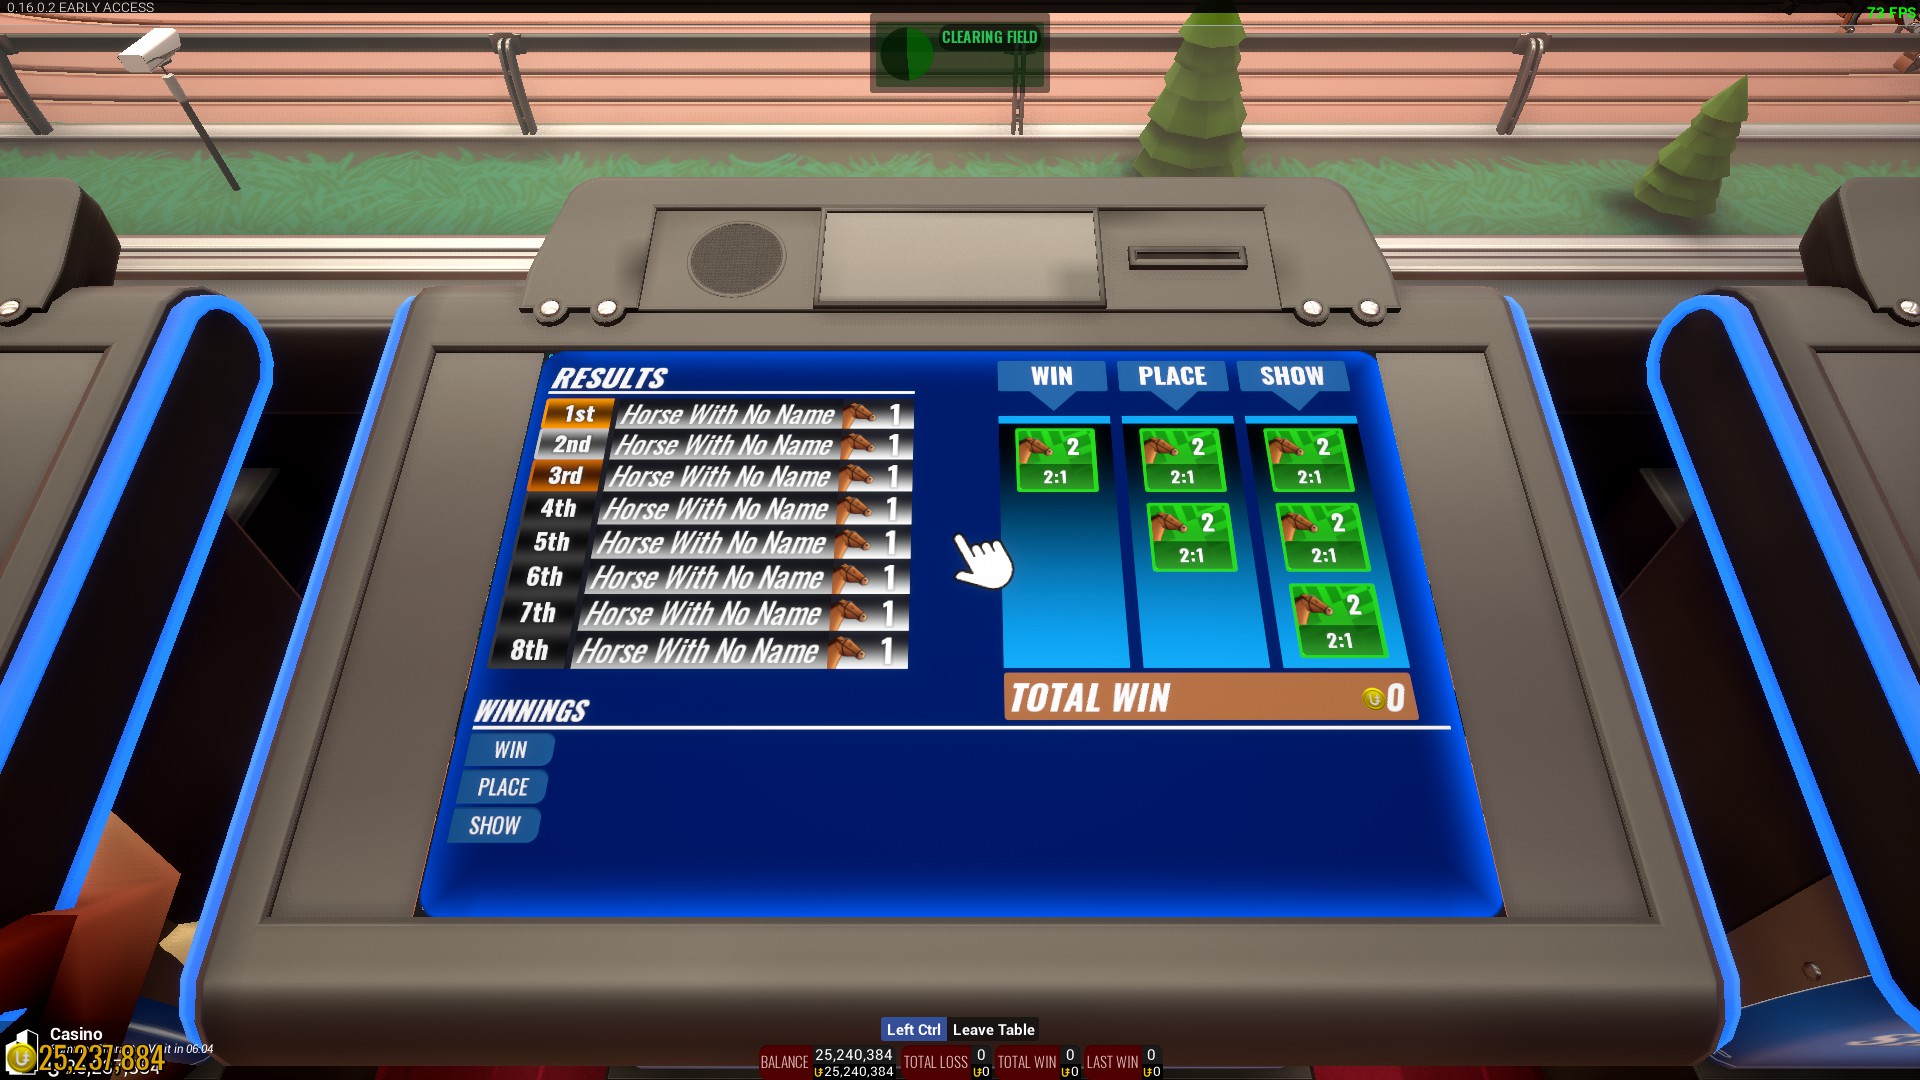 0.16.0.2 EARLY ACCESS
73 FPS
CLEARING FIELD
RESULTS
1st Horse With No Name 1
2nd Horse With No Name 1
3rd Horse With No Name 1
4th Horse With No Name 1
5th Horse With No Name 1
6th Horse With No Name 1
7th Horse With No Name 1
8th Horse With No Name 1
WIN PLACE SHOW
2 2 2
2:1 2:1 2:1
2 2
2:1 2:1
2
2:1
TOTAL WIN 0
WINNINGS
WIN
PLACE
SHOW
Left Ctrl Leave Table
Casino
in 06:04
25,237,884
BALANCE 25,240,384 TOTAL LOSS 0 TOTAL WIN 0 LAST WIN 0
25,240,384 0 0 0